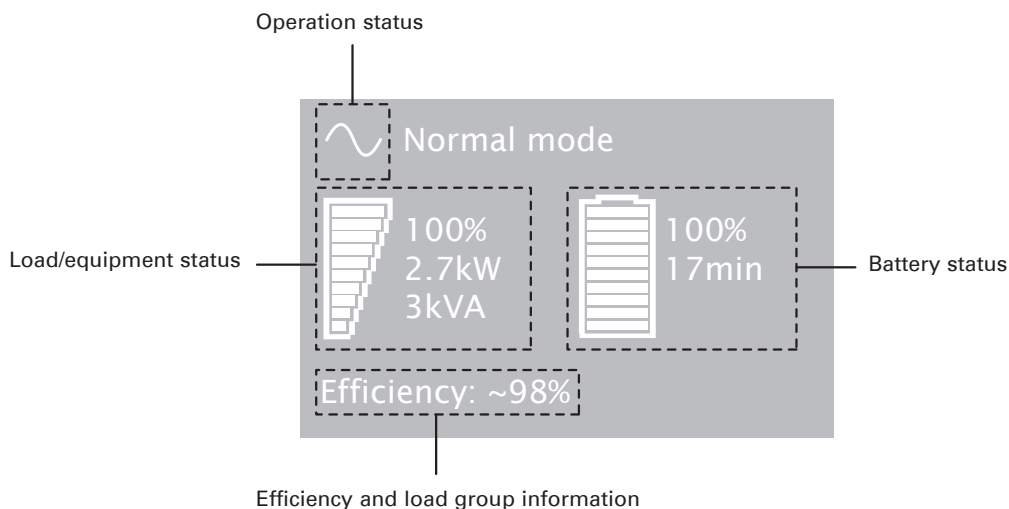 Operation status
Normal mode
Load/equipment status
100%
2.7kW
3kVA
100%
17min
Battery status
Efficiency: ~98%
Efficiency and load group information